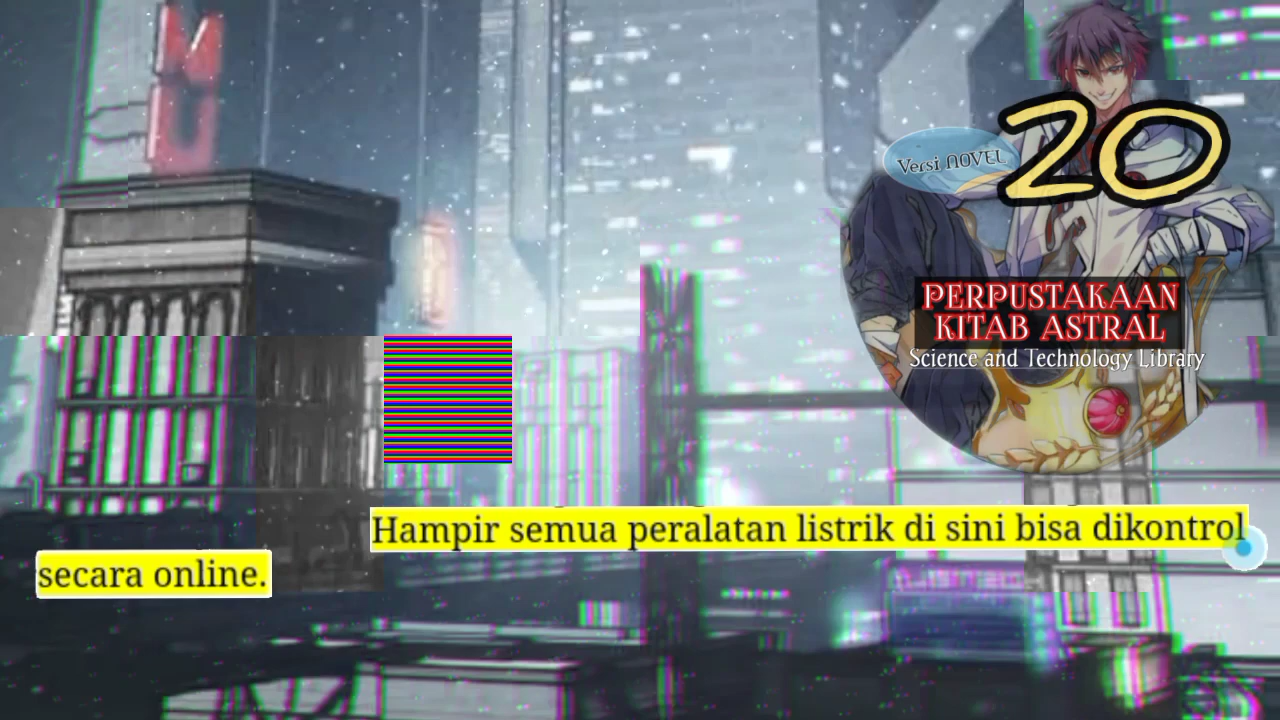 MU
20
Versi NOVEL
PERPUSTAKAAN
KITAB ASTRAL
Science and Technology Library
Hampir semua peralatan listrik di sini bisa dikontrol
secara online.